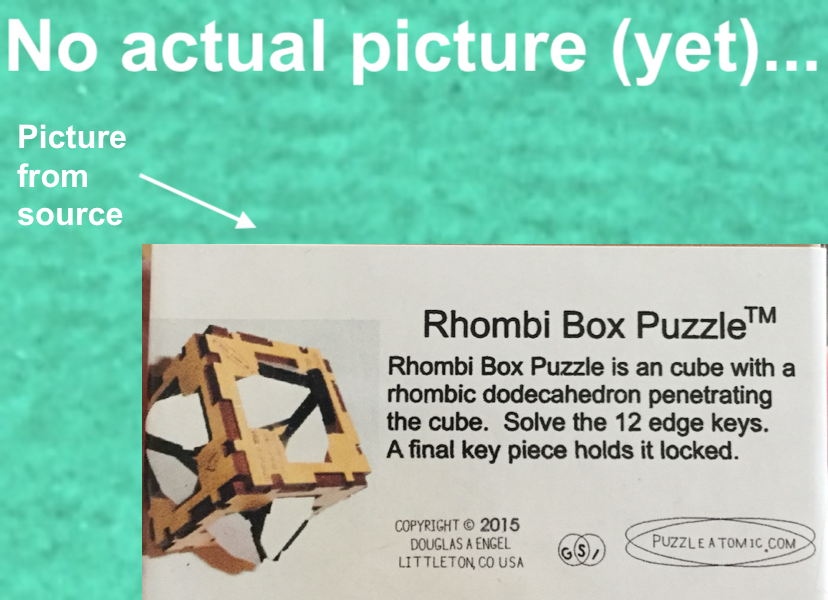 No actual picture (yet)...
Picture
from
source
Rhombi Box Puzzle™
Rhombi Box Puzzle is an cube with a
rhombic dodecahedron penetrating
the cube. Solve the 12 edge keys.
A final key piece holds it locked.
COPYRIGHT © 2015
DOUGLAS A ENGEL
LITTLETON, CO USA
GSI
PUZZLEATOMIC.COM